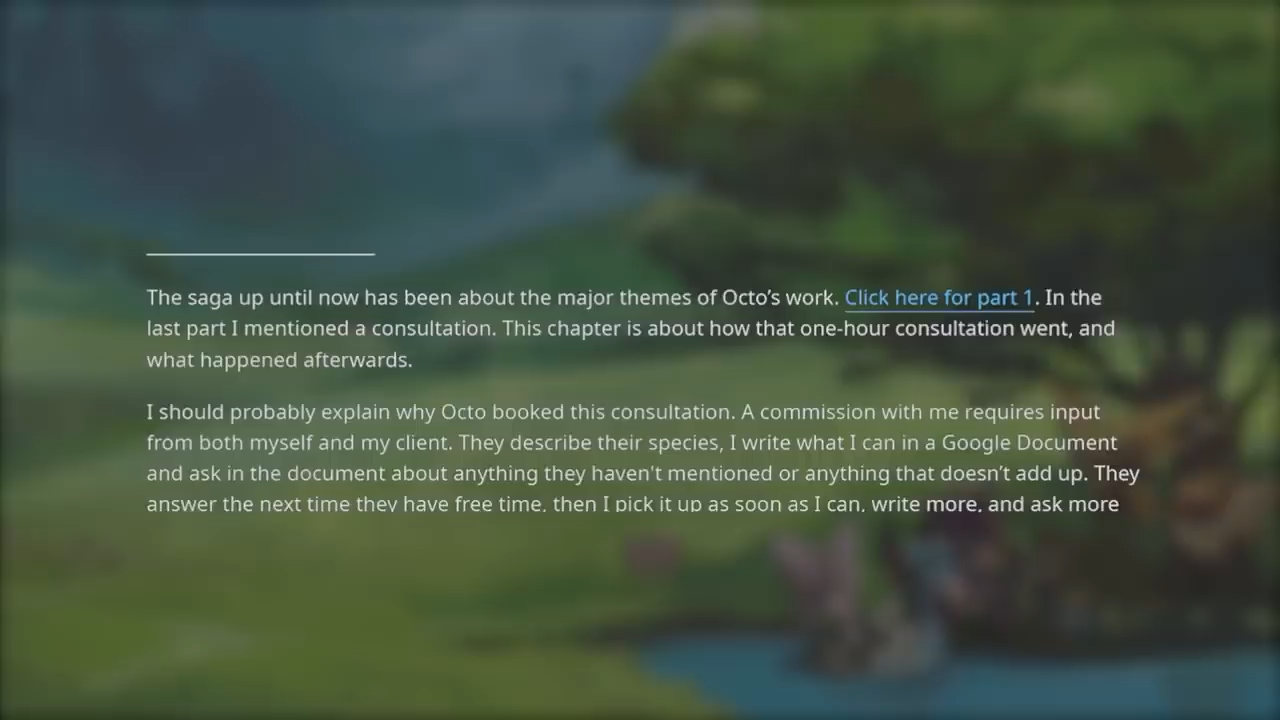 The saga up until now has been about the major themes of Octo’s work. Click here for part 1. In the
last part I mentioned a consultation. This chapter is about how that one-hour consultation went, and
what happened afterwards.
I should probably explain why Octo booked this consultation. A commission with me requires input
from both myself and my client. They describe their species, I write what I can in a Google Document
and ask in the document about anything they haven't mentioned or anything that doesn’t add up. They
answer the next time they have free time, then I pick it up as soon as I can, write more, and ask more